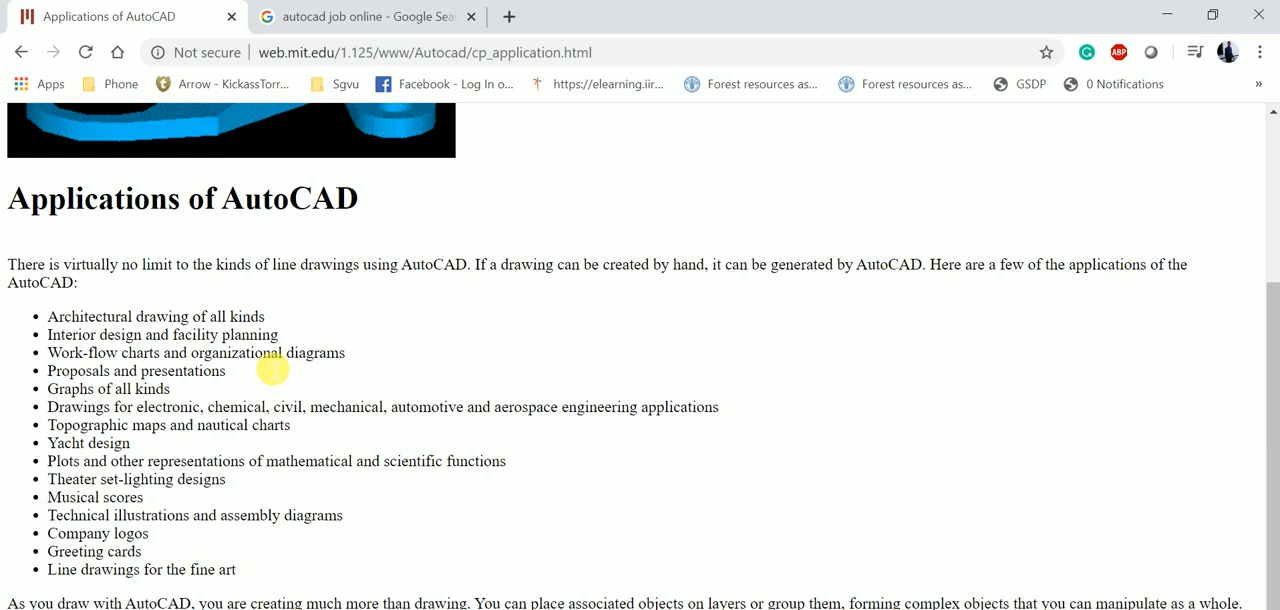 Applications of AutoCAD
autocad job online - Google Sea
Not secure
web.mit.edu/1.125/www/Autocad/cp_application.html
ABP
Apps
Phone
Arrow - KickassTorr...
Sgvu
Facebook - Log In o...
https://elearning.iir...
Forest resources as...
Forest resources as...
GSDP
0 Notifications
»
Applications of AutoCAD
There is virtually no limit to the kinds of line drawings using AutoCAD. If a drawing can be created by hand, it can be generated by AutoCAD. Here are a few of the applications of the
AutoCAD:
• Architectural drawing of all kinds
• Interior design and facility planning
• Work-flow charts and organizational diagrams
• Proposals and presentations
• Graphs of all kinds
• Drawings for electronic, chemical, civil, mechanical, automotive and aerospace engineering applications
• Topographic maps and nautical charts
• Yacht design
• Plots and other representations of mathematical and scientific functions
• Theater set-lighting designs
• Musical scores
• Technical illustrations and assembly diagrams
• Company logos
• Greeting cards
• Line drawings for the fine art
As you draw with AutoCAD, you are creating much more than drawing. You can place associated objects on layers or group them, forming complex objects that you can manipulate as a whole.